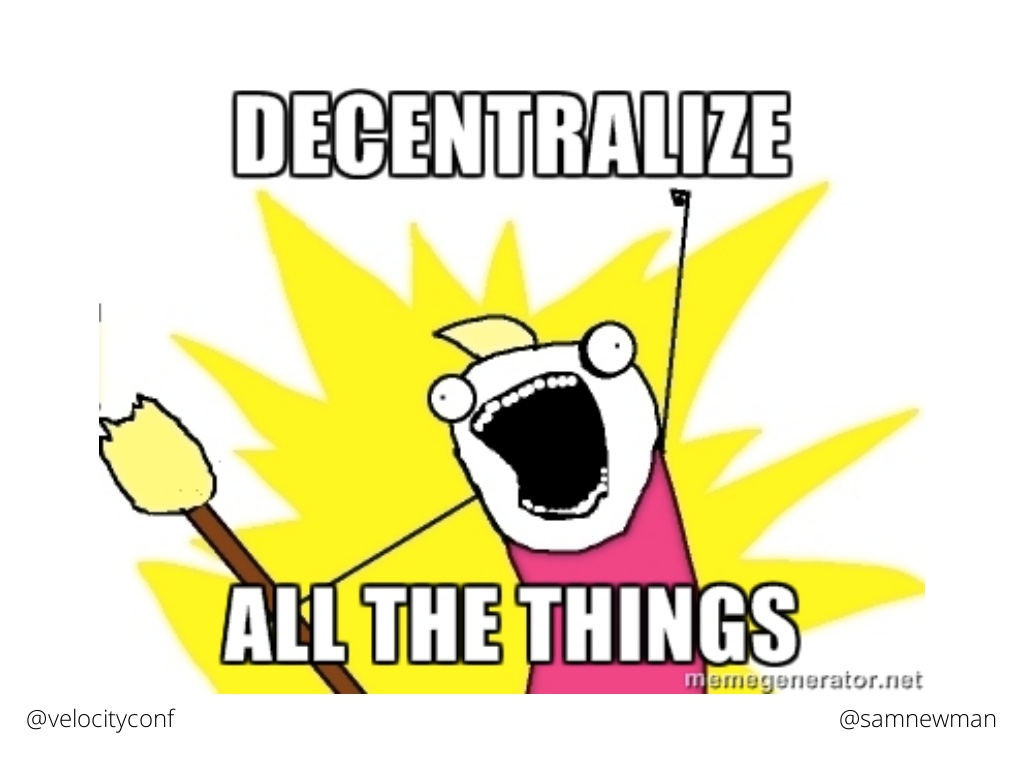 DECENTRALIZE
ALL THE THINGS
memegenerator.net
@velocityconf
@samnewman